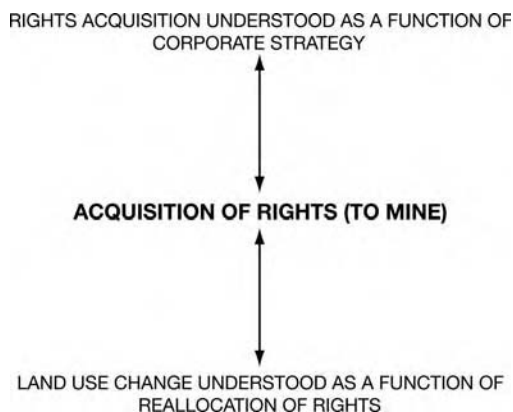 RIGHTS ACQUISITION UNDERSTOOD AS A FUNCTION OF
CORPORATE STRATEGY
ACQUISITION OF RIGHTS (TO MINE)
LAND USE CHANGE UNDERSTOOD AS A FUNCTION OF
REALLOCATION OF RIGHTS